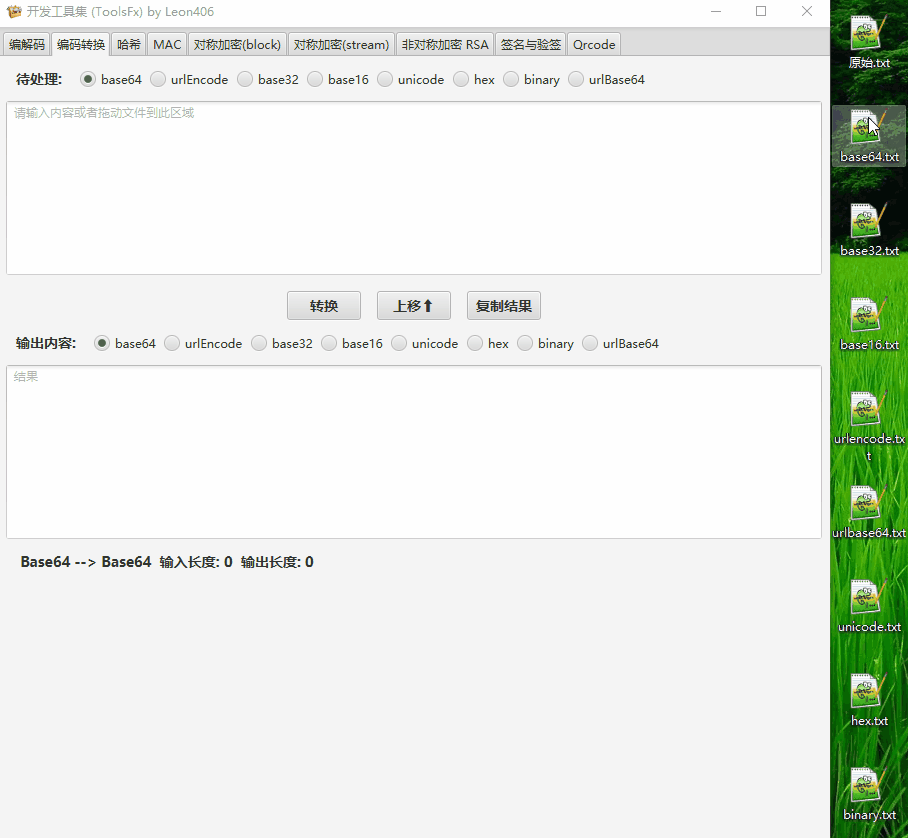 开发工具集 (ToolsFx) by Leon406
编解码 编码转换 哈希 MAC 对称加密(block) 对称加密(stream) 非对称加密 RSA 签名与验签 Qrcode
待处理: base64 urlEncode base32 base16 unicode hex binary urlBase64
请输入内容或者拖动文件到此区域
转换 上移⬆ 复制结果
输出内容: base64 urlEncode base32 base16 unicode hex binary urlBase64
结果
Base64 --> Base64 输入长度: 0 输出长度: 0
原始.txt
base64.txt
base32.txt
base16.txt
urlencode.tx
t
urlbase64.txt
unicode.txt
hex.txt
binary.txt